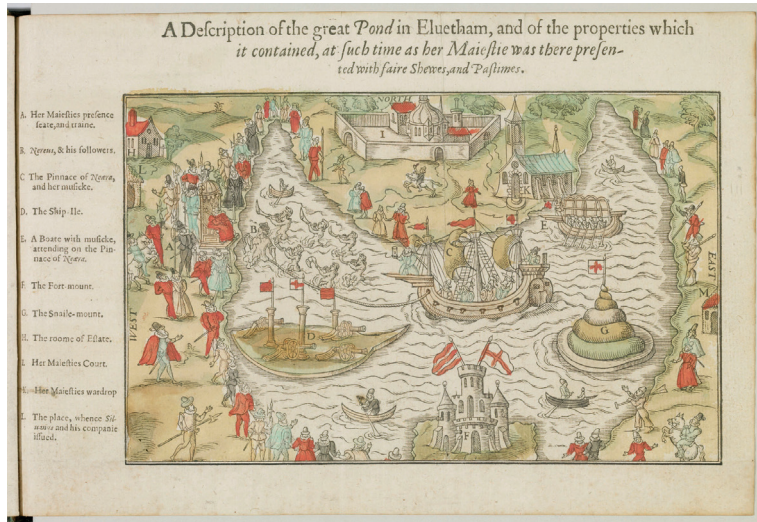 A Deſcription of the great Pond in Eluetham, and of the properties which
it contained, at ſuch time as her Maieſtie was there preſen-
ted with faire Shewes, and Paſtimes.
A. Her Maieſties preſence
ſeate, and traine.
B. Nereus, & his followers.
C The Pinnace of Neæra,
and her muſicke.
D. The Ship-Ile.
E. A Boate with muſicke,
attending on the Pin-
nace of Neæra.
F. The Fort-mount.
G. The Snaile-mount.
H. The roome of Eſtate.
I. Her Maieſties Court.
K. Her Maieſties wardrop
L. The place, whence Sil-
uanus and his companie
iſſued.
NORTH
WEST
EAST
H
I
L
K
B
C
E
A
D
G
M
F